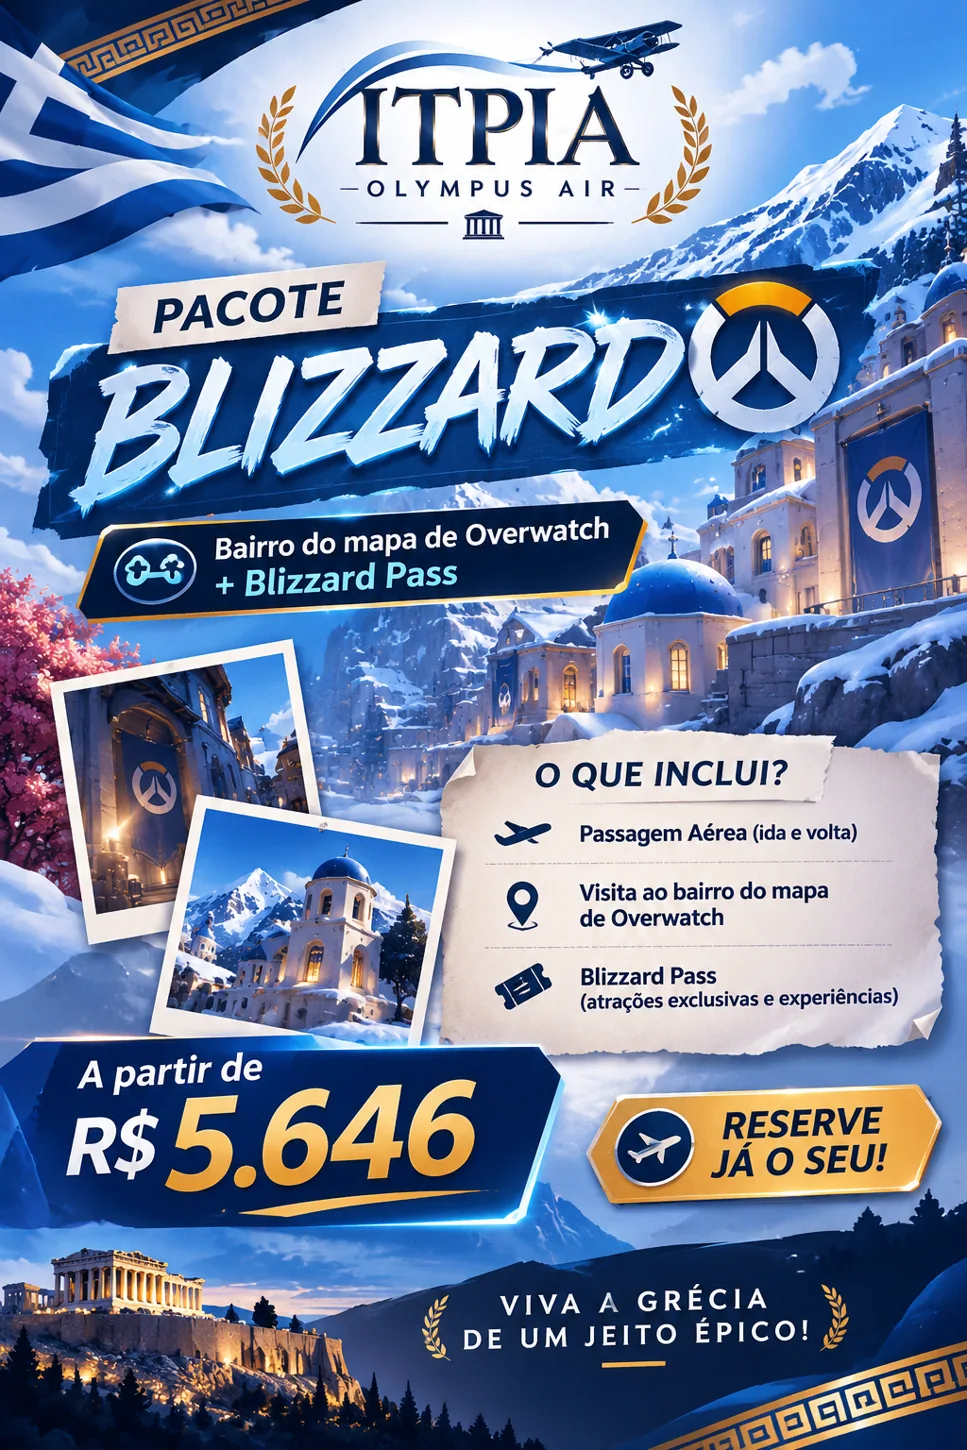 ITPIA
OLYMPUS AIR
PACOTE
BLIZZARD
Bairro do mapa de Overwatch
+ Blizzard Pass
O QUE INCLUI?
Passagem Aérea (ida e volta)
Visita ao bairro do mapa
de Overwatch
Blizzard Pass
(atrações exclusivas e experiências)
A partir de
R$ 5.646
RESERVE
JÁ O SEU!
VIVA A GRÉCIA
DE UM JEITO ÉPICO!